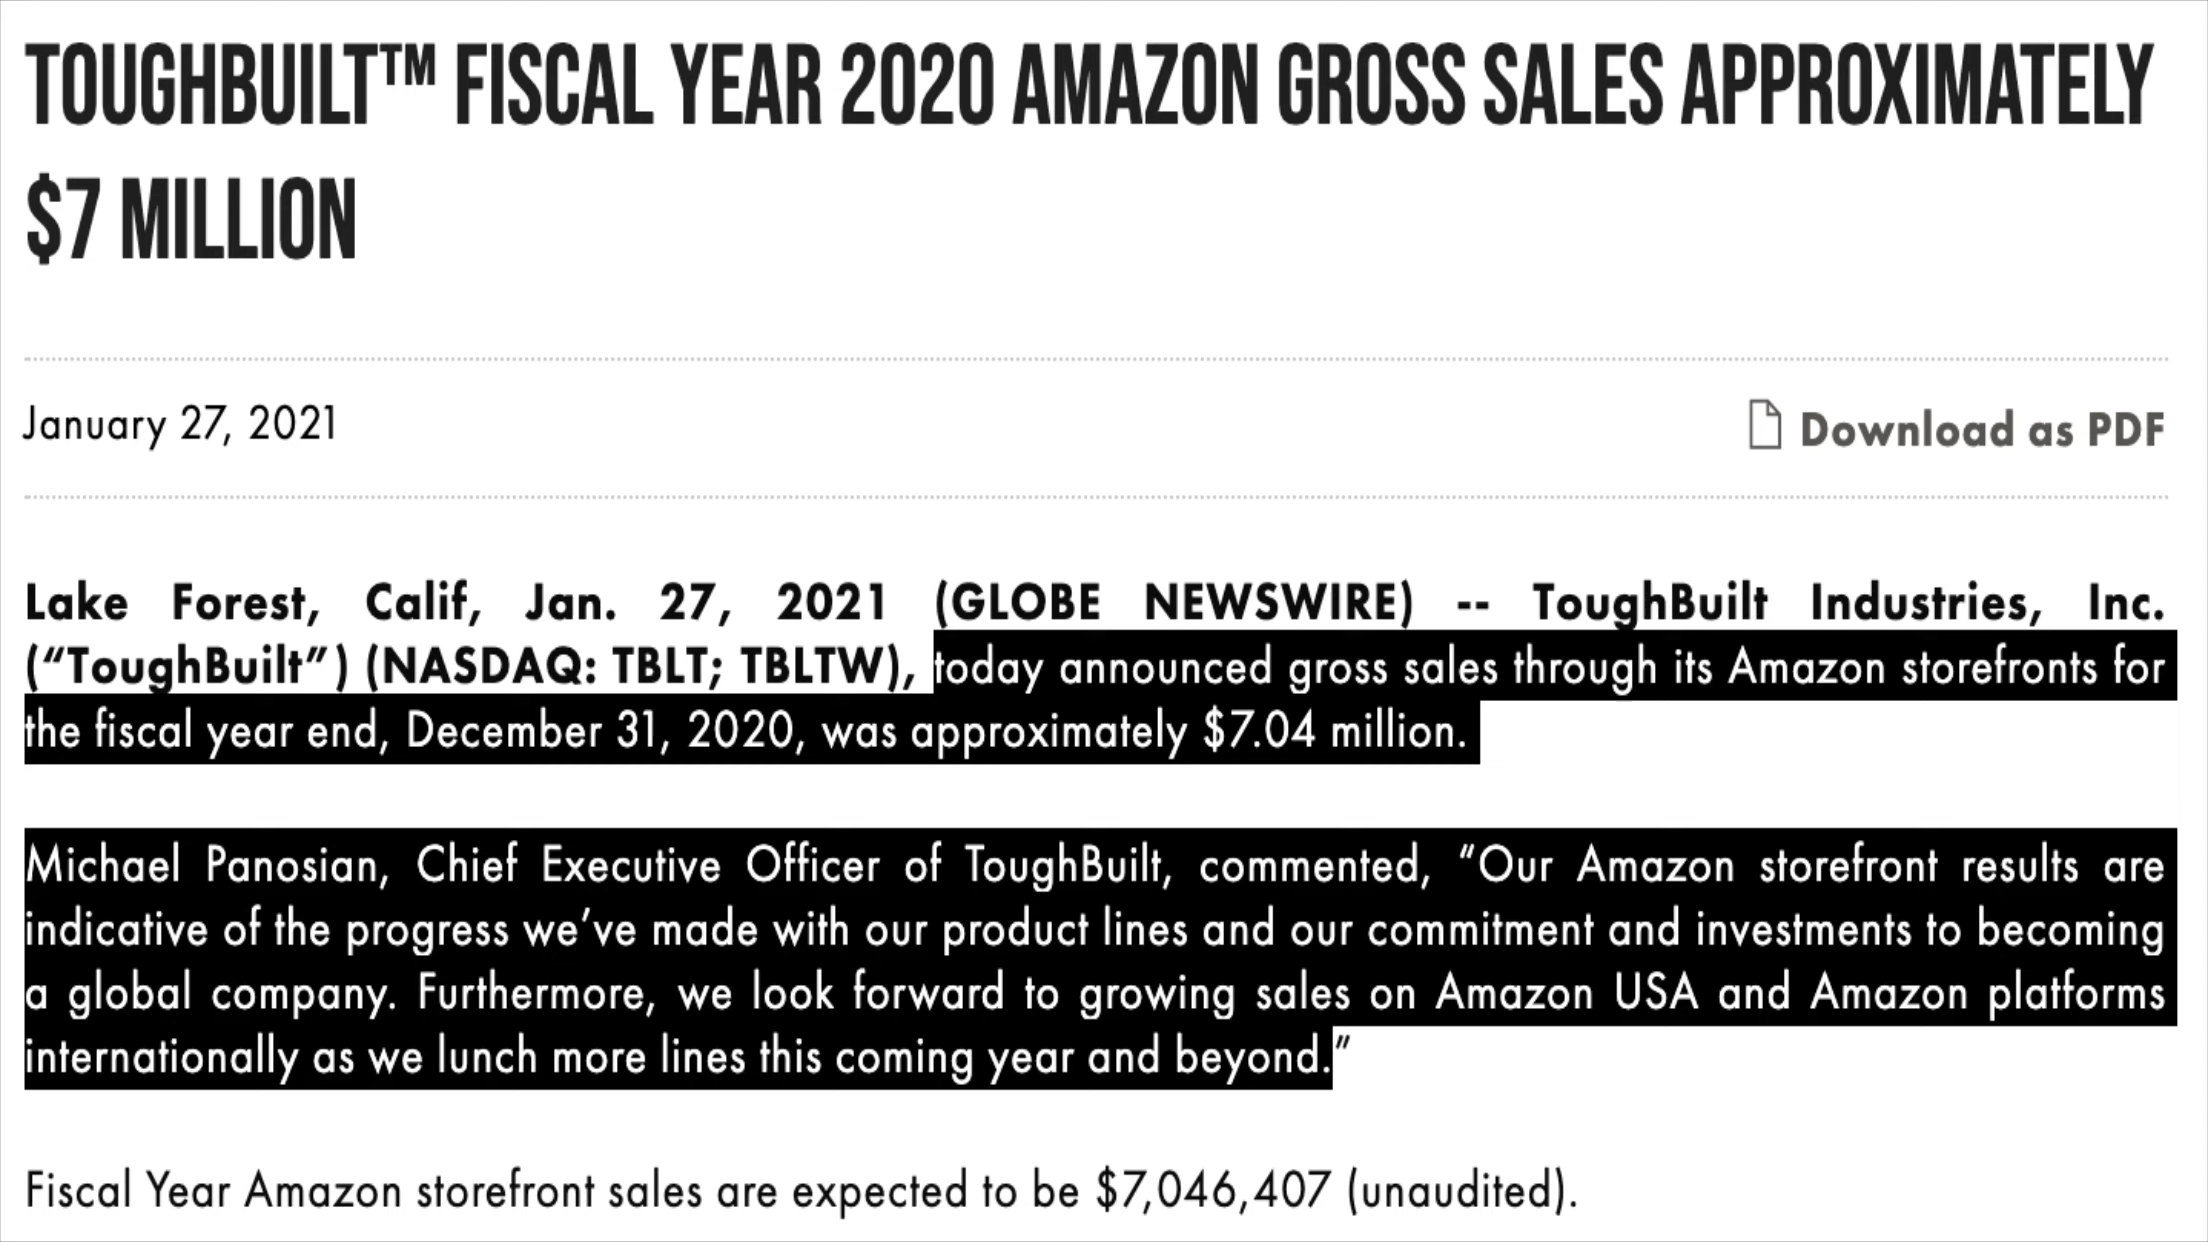 TOUGHBUILT™ FISCAL YEAR 2020 AMAZON GROSS SALES APPROXIMATELY
$7 MILLION
January 27, 2021
Download as PDF
Lake Forest, Calif, Jan. 27, 2021 (GLOBE NEWSWIRE) -- ToughBuilt Industries, Inc.
(“ToughBuilt”) (NASDAQ: TBLT; TBLTW), today announced gross sales through its Amazon storefronts for
the fiscal year end, December 31, 2020, was approximately $7.04 million.
Michael Panosian, Chief Executive Officer of ToughBuilt, commented, “Our Amazon storefront results are
indicative of the progress we’ve made with our product lines and our commitment and investments to becoming
a global company. Furthermore, we look forward to growing sales on Amazon USA and Amazon platforms
internationally as we lunch more lines this coming year and beyond.”
Fiscal Year Amazon storefront sales are expected to be $7,046,407 (unaudited).